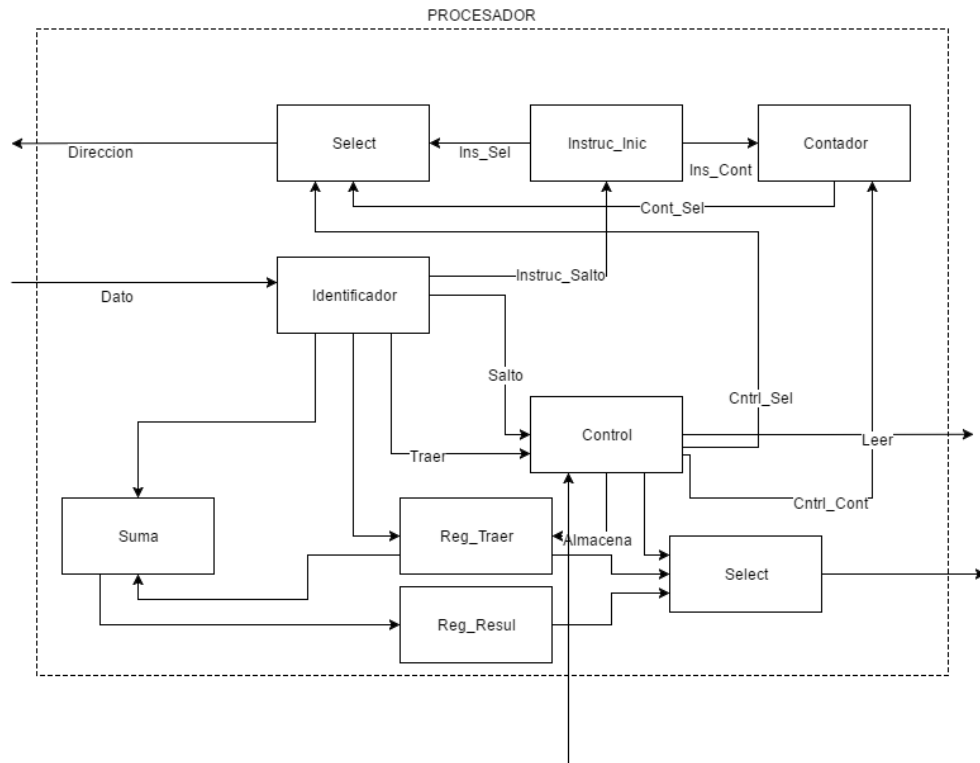 PROCESADOR
Select
Instruc_Inic
Contador
Direccion
Ins_Sel
Ins_Cont
Cont_Sel
Identificador
Instruc_Salto
Dato
Salto
Cntrl_Sel
Control
Leer
Traer
Cntrl_Cont
Suma
Reg_Traer
Almacena
Select
Reg_Resul